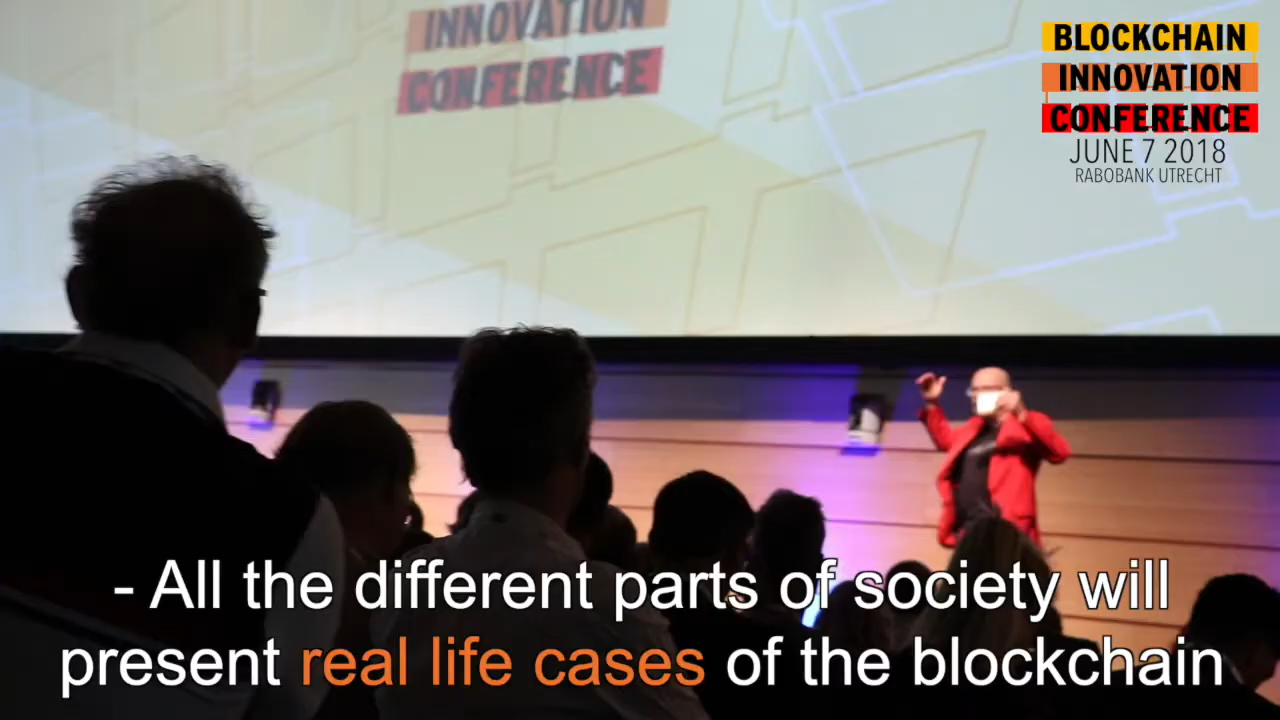 INNOVATION
CONFERENCE
BLOCKCHAIN
INNOVATION
CONFERENCE
JUNE 7 2018
RABOBANK UTRECHT
- All the different parts of society will
present real life cases of the blockchain